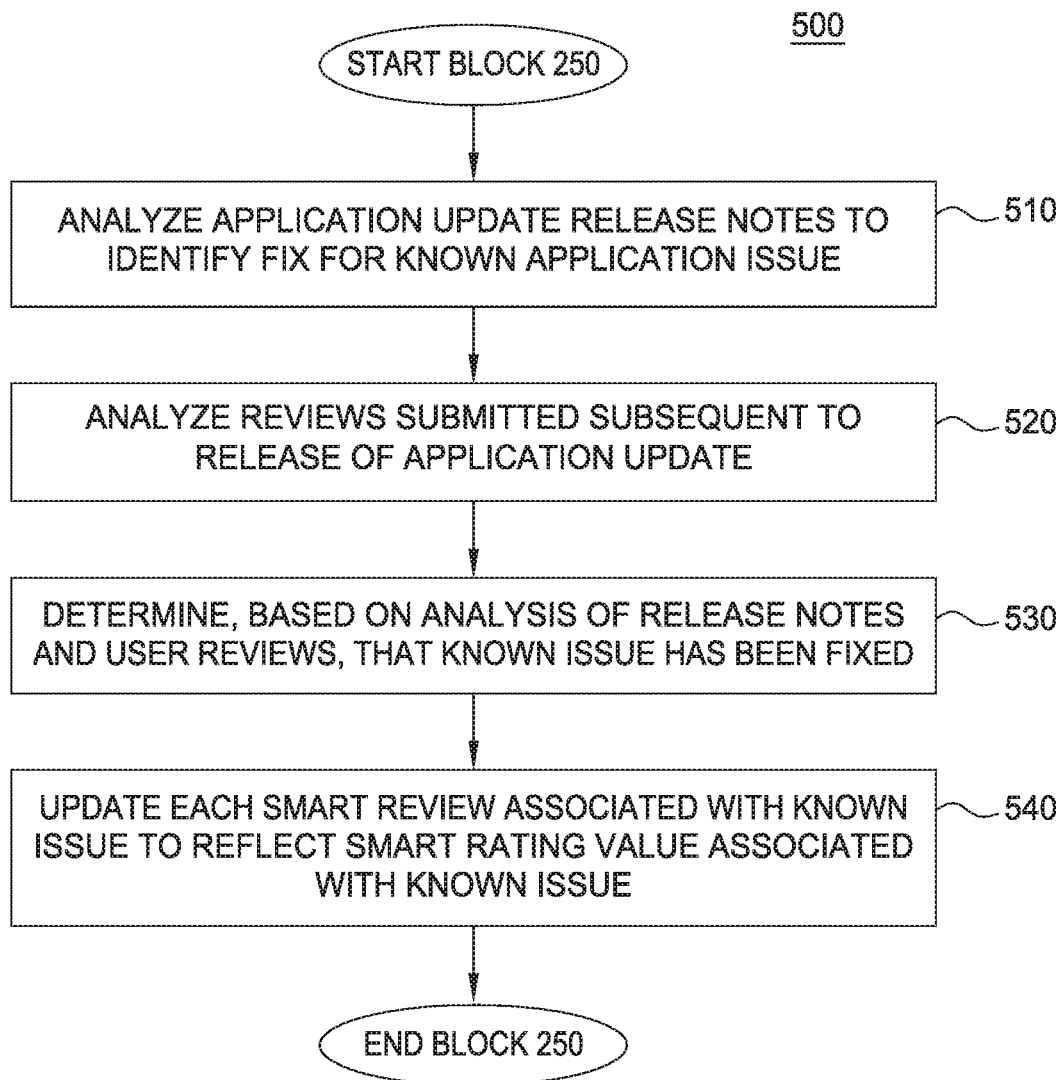 500
START BLOCK 250
ANALYZE APPLICATION UPDATE RELEASE NOTES TO
IDENTIFY FIX FOR KNOWN APPLICATION ISSUE
510
ANALYZE REVIEWS SUBMITTED SUBSEQUENT TO
RELEASE OF APPLICATION UPDATE
520
DETERMINE, BASED ON ANALYSIS OF RELEASE NOTES
AND USER REVIEWS, THAT KNOWN ISSUE HAS BEEN FIXED
530
UPDATE EACH SMART REVIEW ASSOCIATED WITH KNOWN
ISSUE TO REFLECT SMART RATING VALUE ASSOCIATED
WITH KNOWN ISSUE
540
END BLOCK 250